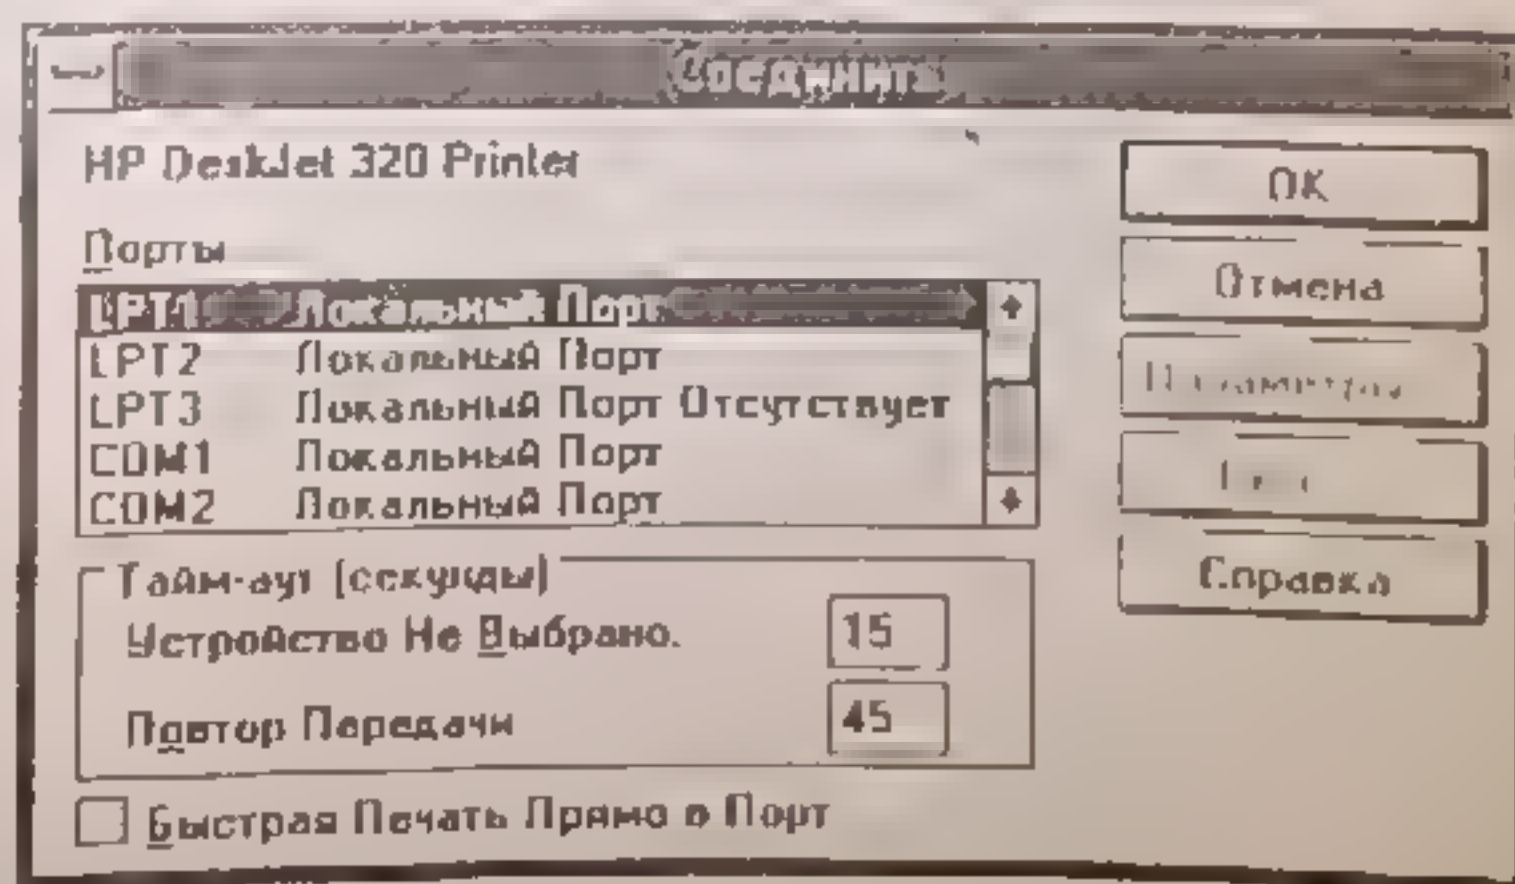 Соединить
HP DeskJet 320 Printer
Порты
LPT1 Локальный Порт
LPT2 Локальный Порт
LPT3 Локальный Порт Отсутствует
COM1 Локальный Порт
COM2 Локальный Порт
OK
Отмена
Справка
Тайм-аут (секунды)
Устройство Не Выбрано. 15
Повтор Передачи 45
Быстрая Печать Прямо в Порт